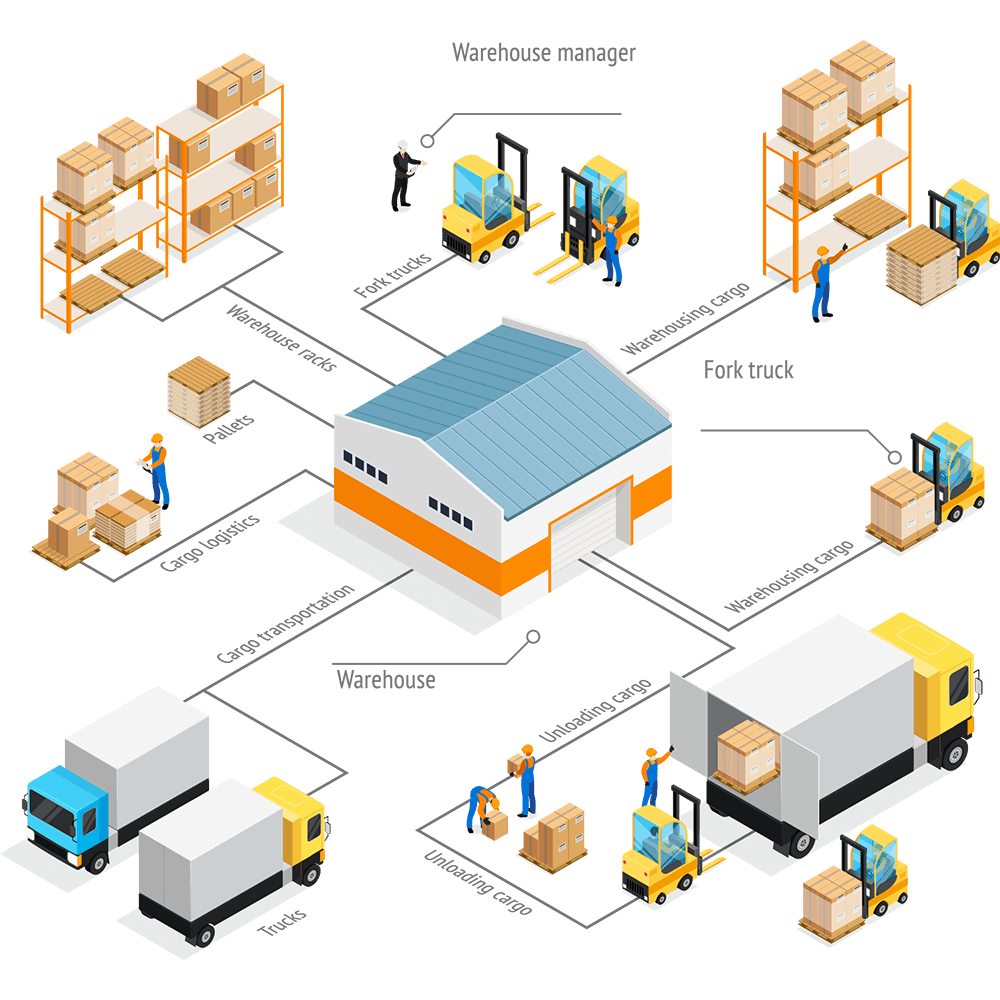 Warehouse manager
Fork trucks
Warehousing cargo
Warehouse racks
Fork truck
Pallets
Cargo logistics
Warehousing cargo
Cargo transportation
Warehouse
Unloading cargo
Unloading cargo
Trucks